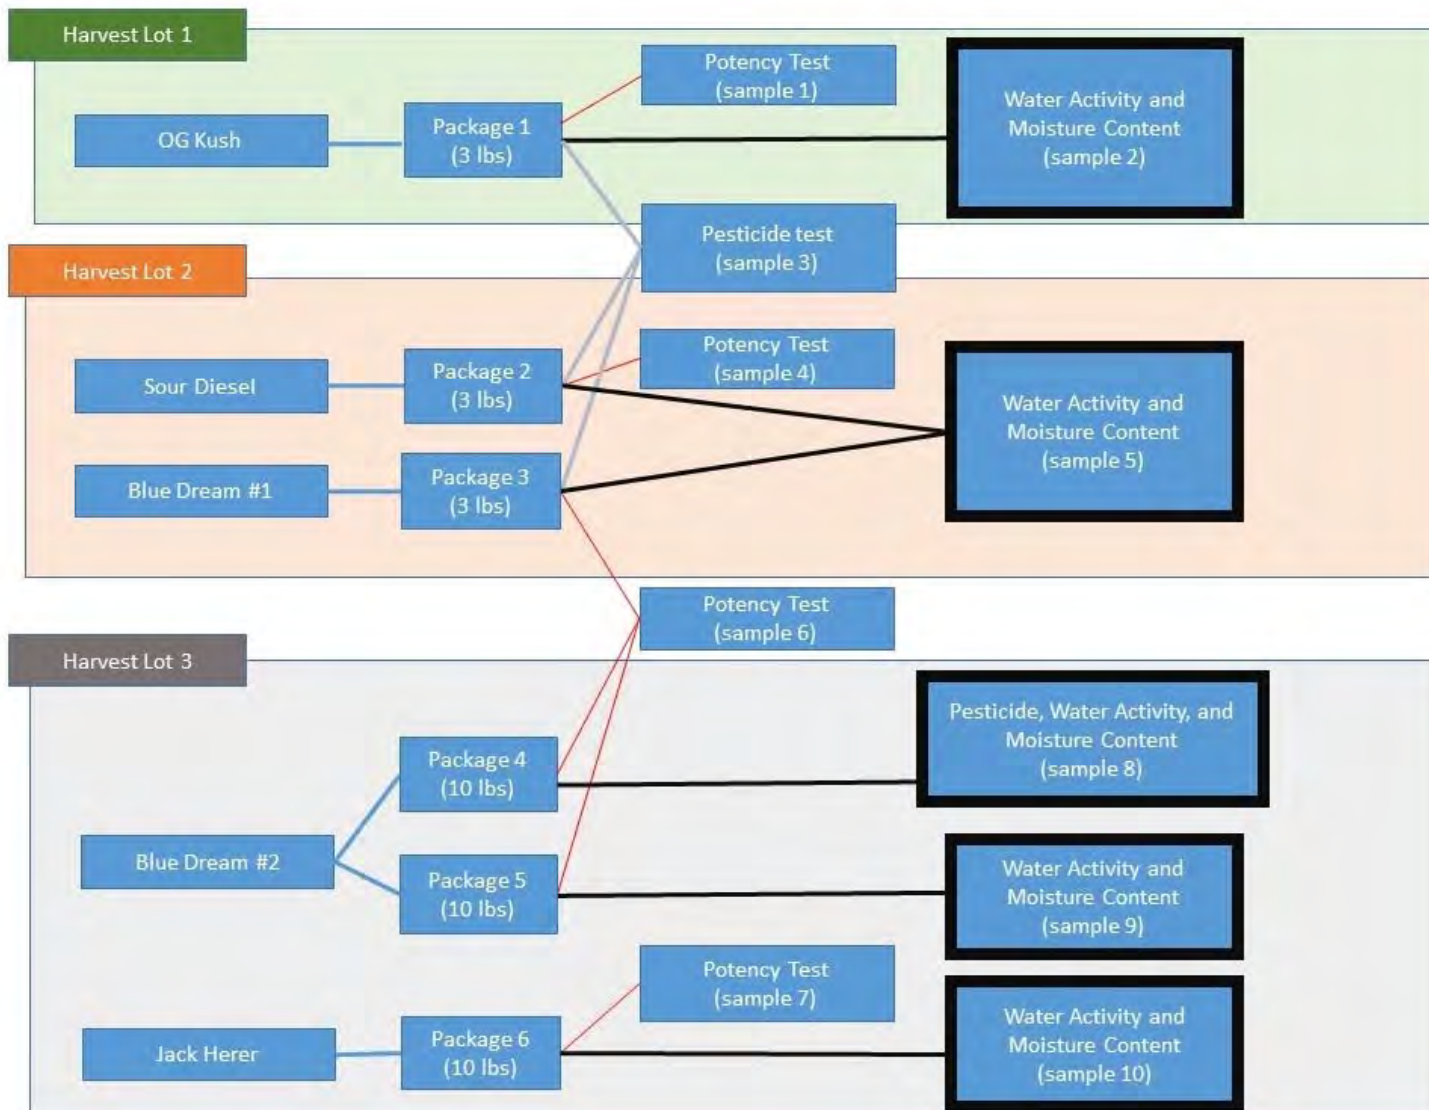 Harvest Lot 1
OG Kush
Package 1
(3 lbs)
Potency Test
(sample 1)
Water Activity and
Moisture Content
(sample 2)
Pesticide test
(sample 3)
Harvest Lot 2
Sour Diesel
Package 2
(3 lbs)
Potency Test
(sample 4)
Water Activity and
Moisture Content
(sample 5)
Blue Dream #1
Package 3
(3 lbs)
Potency Test
(sample 6)
Harvest Lot 3
Blue Dream #2
Package 4
(10 lbs)
Pesticide, Water Activity, and
Moisture Content
(sample 8)
Package 5
(10 lbs)
Water Activity and
Moisture Content
(sample 9)
Jack Herer
Package 6
(10 lbs)
Potency Test
(sample 7)
Water Activity and
Moisture Content
(sample 10)